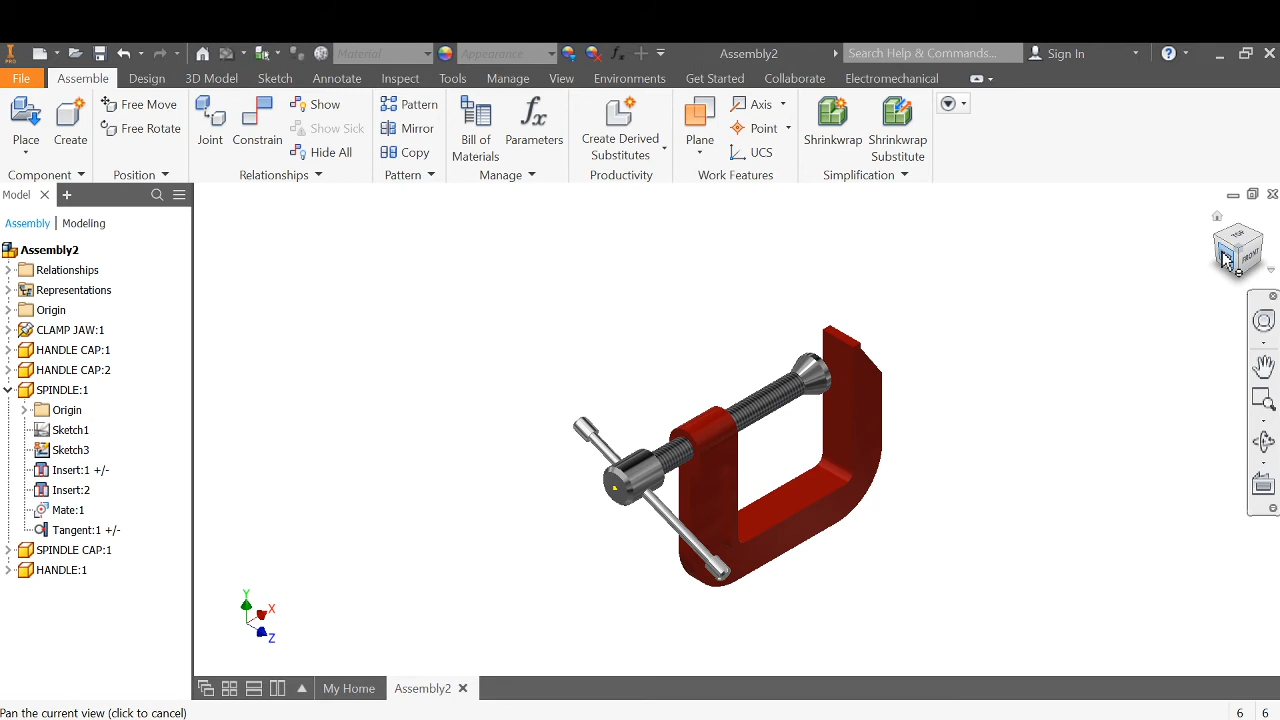 PRO
Material
Appearance
Assembly2
Search Help & Commands...
Sign In
File
Assemble
Design
3D Model
Sketch
Annotate
Inspect
Tools
Manage
View
Environments
Get Started
Collaborate
Electromechanical
Place
Create
Free Move
Free Rotate
Joint
Constrain
Show
Show Sick
Hide All
Pattern
Mirror
Copy
Bill of
Materials
Parameters
Create Derived
Substitutes
Plane
Axis
Point
UCS
Shrinkwrap
Shrinkwrap
Substitute
Component
Position
Relationships
Pattern
Manage
Productivity
Work Features
Simplification
Model
Assembly
Modeling
Assembly2
Relationships
Representations
Origin
CLAMP JAW:1
HANDLE CAP:1
HANDLE CAP:2
SPINDLE:1
Origin
Sketch1
Sketch3
Insert:1 +/-
Insert:2
Mate:1
Tangent:1 +/-
SPINDLE CAP:1
HANDLE:1
TOP
FRONT
Y
X
Z
My Home
Assembly2
Pan the current view (click to cancel)
6
6